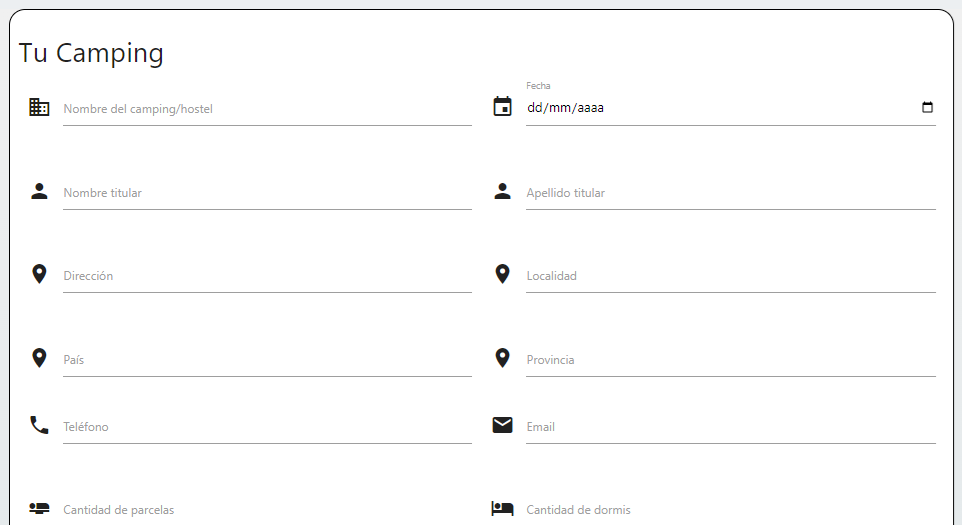 Tu Camping
Nombre del camping/hostel
Fecha
dd/mm/aaaa
Nombre titular
Apellido titular
Dirección
Localidad
País
Provincia
Teléfono
Email
Cantidad de parcelas
Cantidad de dormis